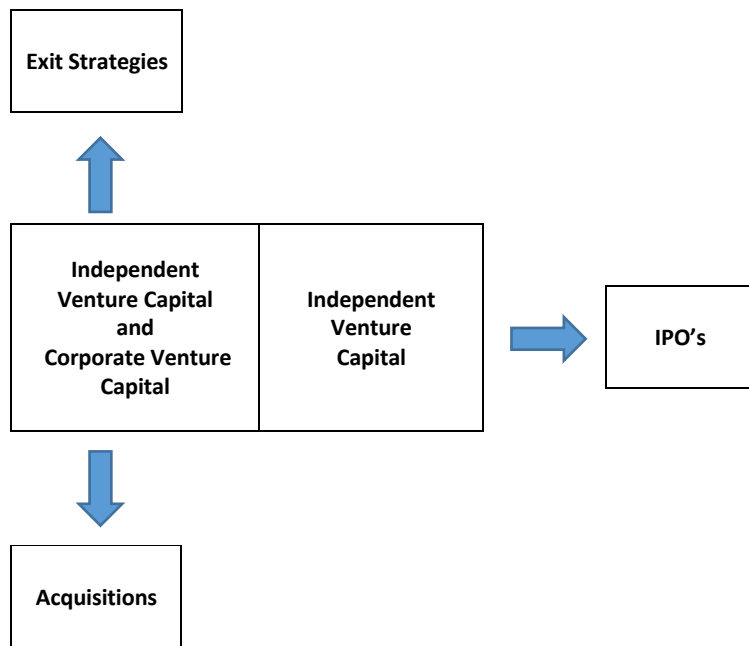 Exit Strategies
Independent
Venture Capital
and
Corporate Venture
Capital
Independent
Venture
Capital
IPO’s
Acquisitions